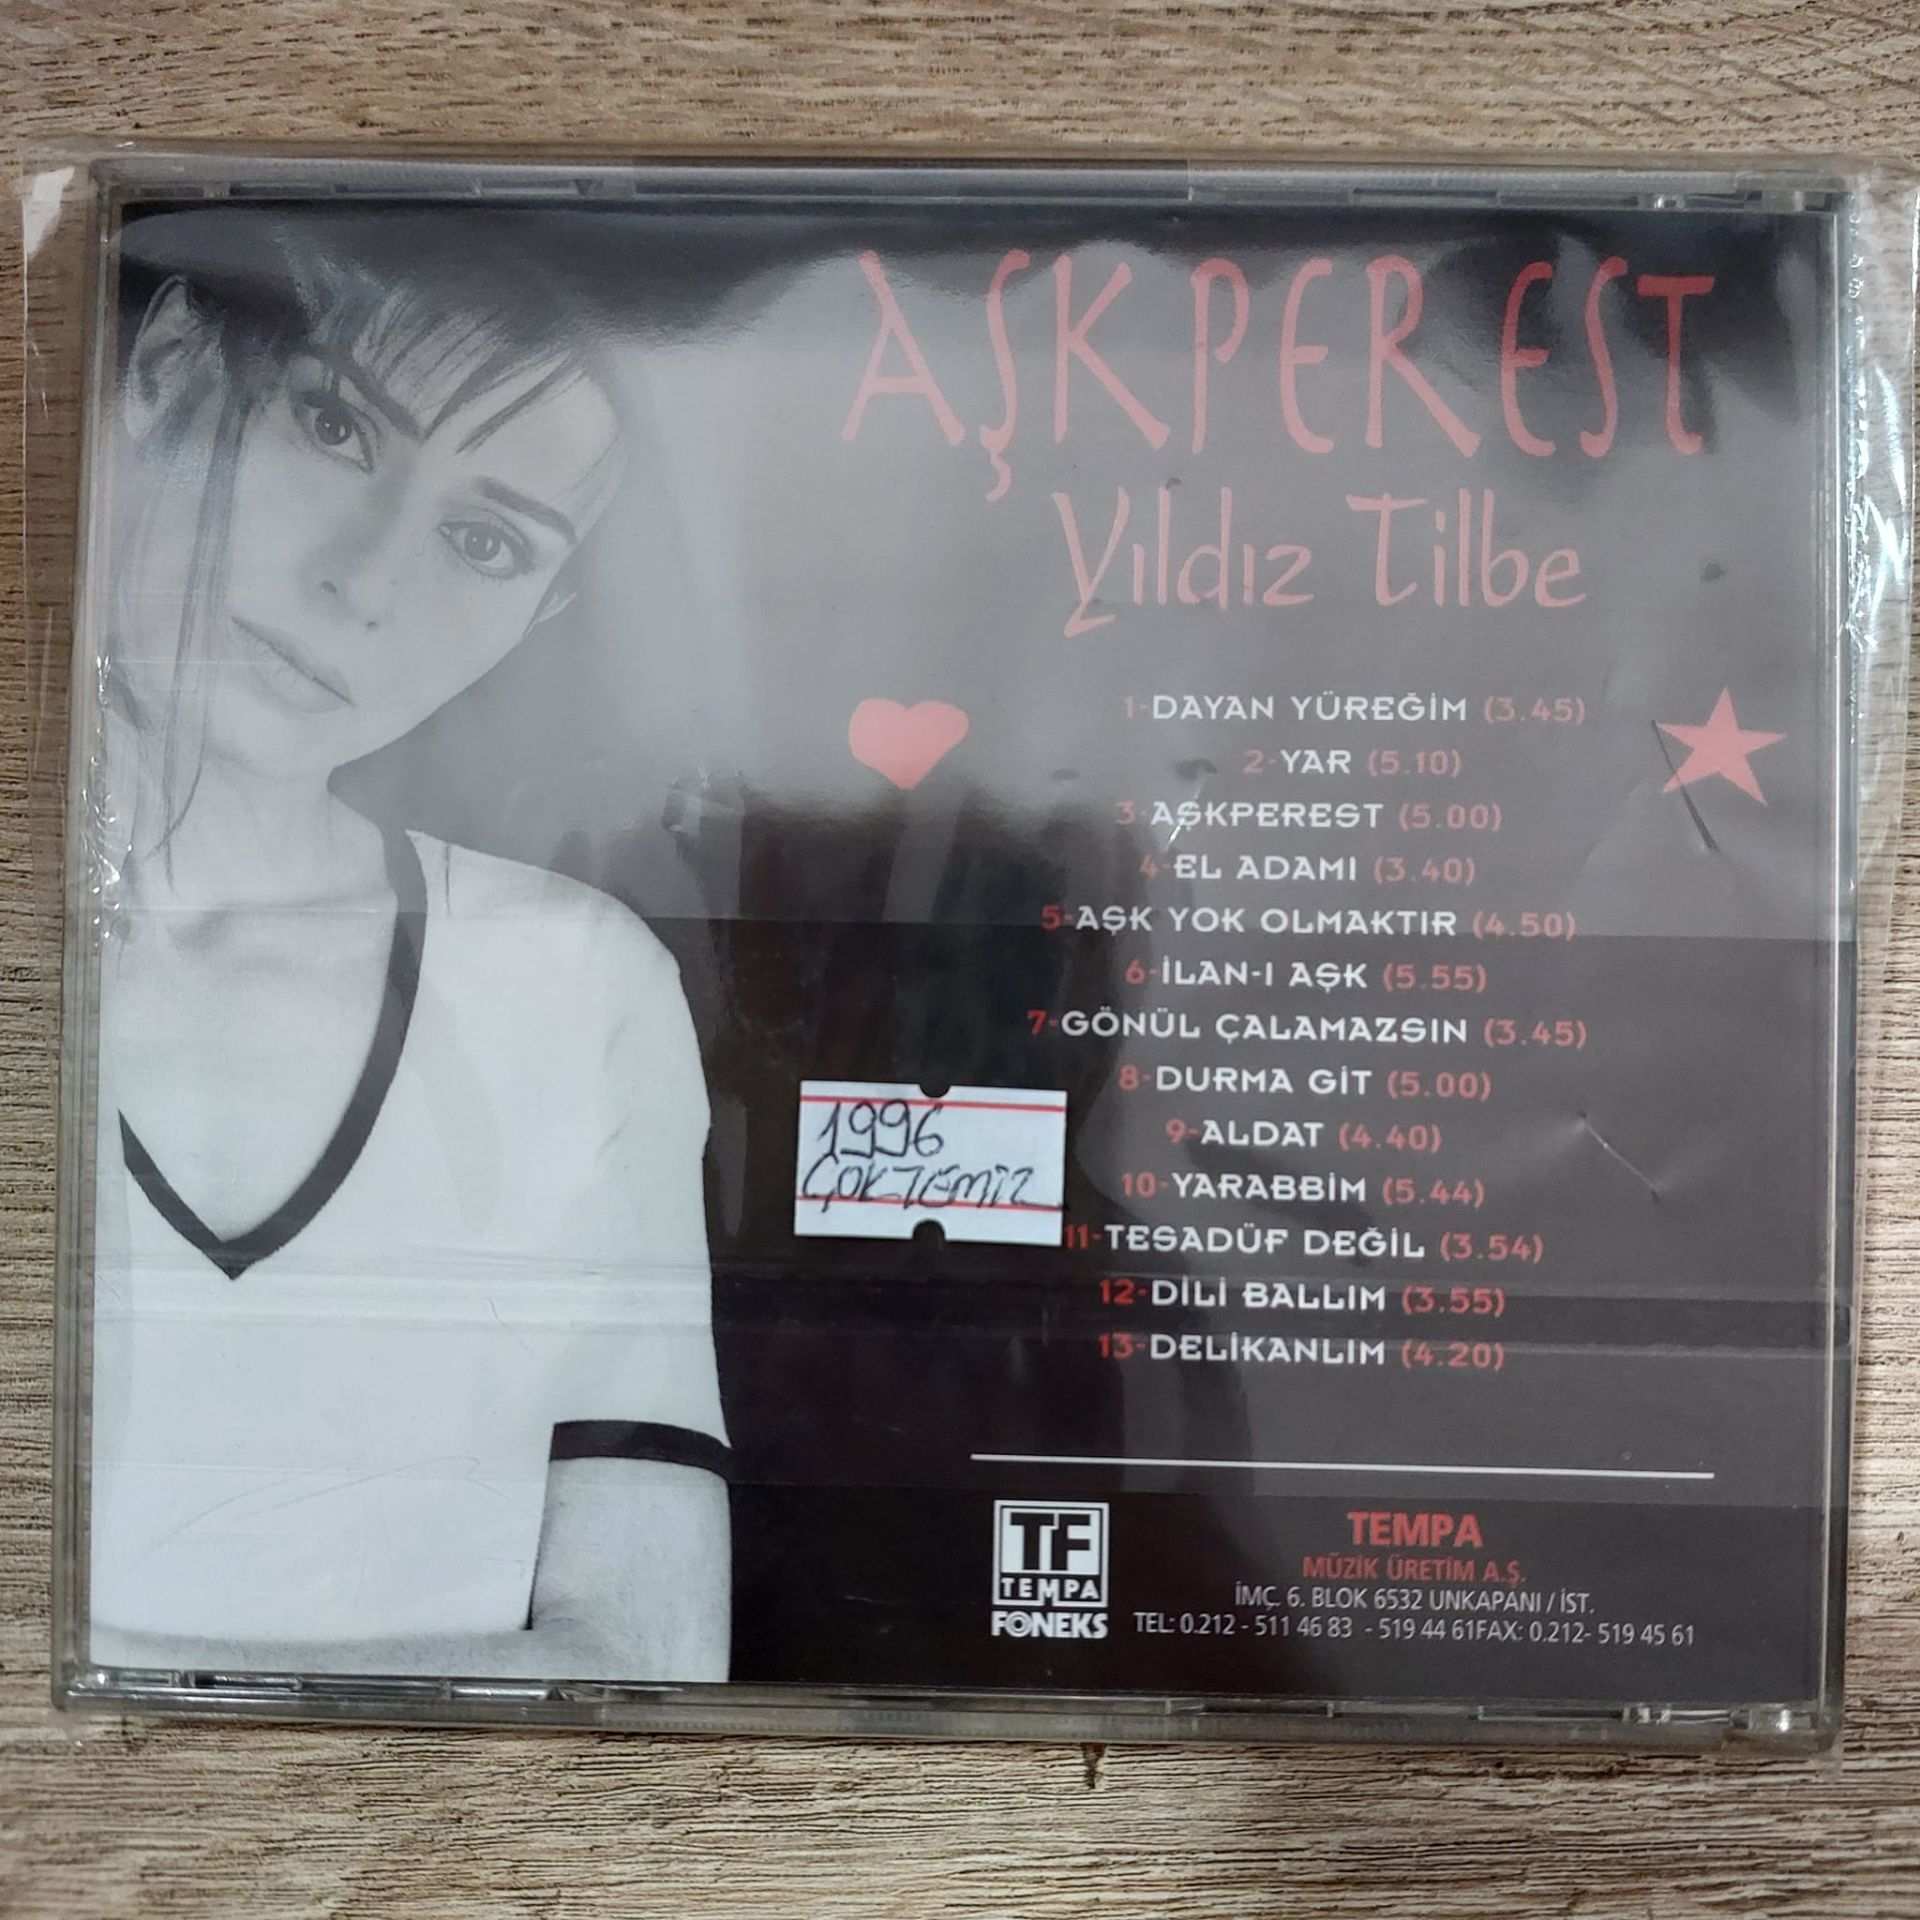 AŞKPEREST
Yıldız Tilbe
1-DAYAN YÜREĞİM (3.45)
2-YAR (5.10)
3-AŞKPEREST (5.00)
4-EL ADAMI (3.40)
5-AŞK YOK OLMAKTIR (4.50)
6-İLAN-I AŞK (5.55)
7-GÖNÜL ÇALAMAZSIN (3.45)
8-DURMA GİT (5.00)
9-ALDAT (4.40)
10-YARABBİM (5.44)
11-TESADÜF DEĞİL (3.54)
12-DİLİ BALLIM (3.55)
13-DELİKANLIM (4.20)
1996
ÇOKTEMİZ
TF
TEMPA
FONEKS
TEMPA
MÜZİK ÜRETİM A.Ş.
İMÇ. 6. BLOK 6532 UNKAPANI / İST.
TEL: 0.212 - 511 46 83 - 519 44 61FAX: 0.212- 519 45 61